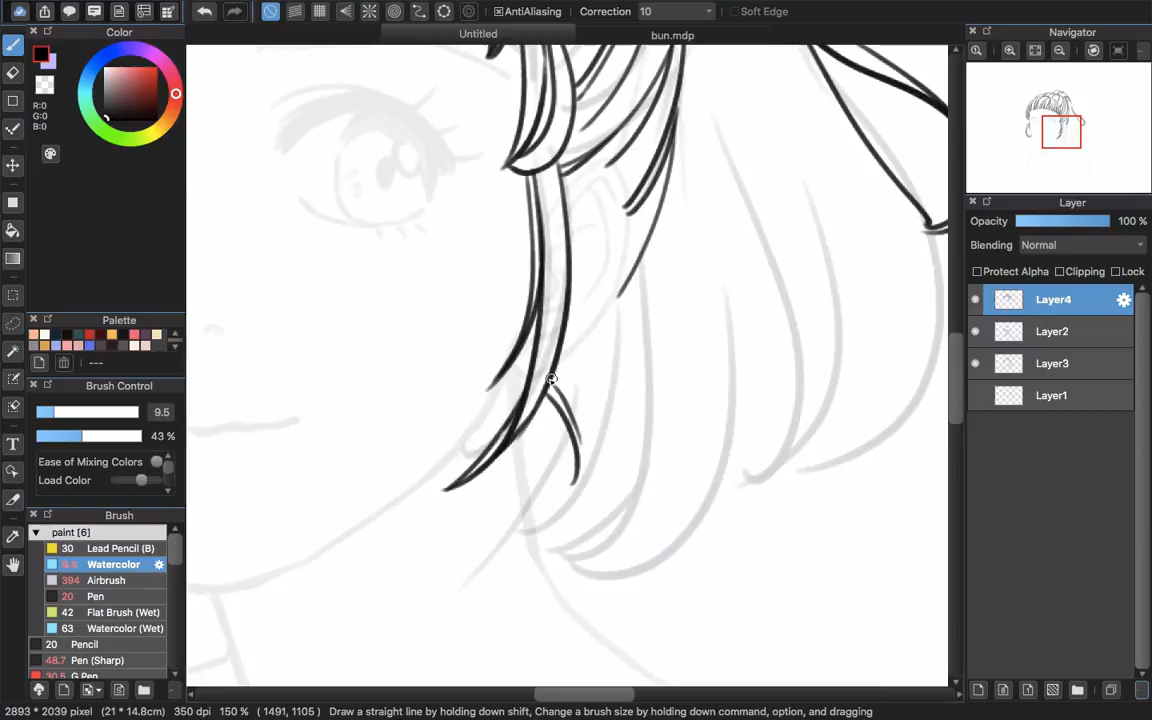 AntiAliasing
Correction
10
Soft Edge
Untitled
bun.mdp
Color
R:0
G:0
B:0
Palette
---
Brush Control
9.5
43 %
Ease of Mixing Colors
Load Color
Brush
paint [6]
30 Lead Pencil (B)
9.5 Watercolor
394 Airbrush
20 Pen
42 Flat Brush (Wet)
63 Watercolor (Wet)
20 Pencil
48.7 Pen (Sharp)
30.5 G Pen
T
Navigator
Layer
Opacity
100 %
Blending
Normal
Protect Alpha
Clipping
Lock
Layer4
Layer2
Layer3
Layer1
2893 * 2039 pixel (21 * 14.8cm) 350 dpi 150 % ( 1491, 1105 ) Draw a straight line by holding down shift, Change a brush size by holding down command, option, and dragging